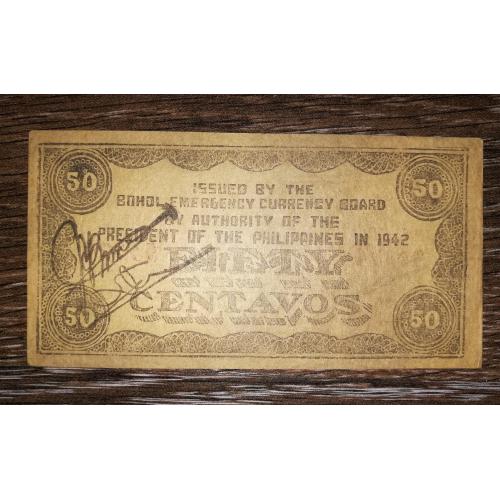 50 50
ISSUED BY THE
BOHOL EMERGENCY CURRENCY BOARD
BY AUTHORITY OF THE
PRESIDENT OF THE PHILIPPINES IN 1942
FIFTY
CENTAVOS
50 50